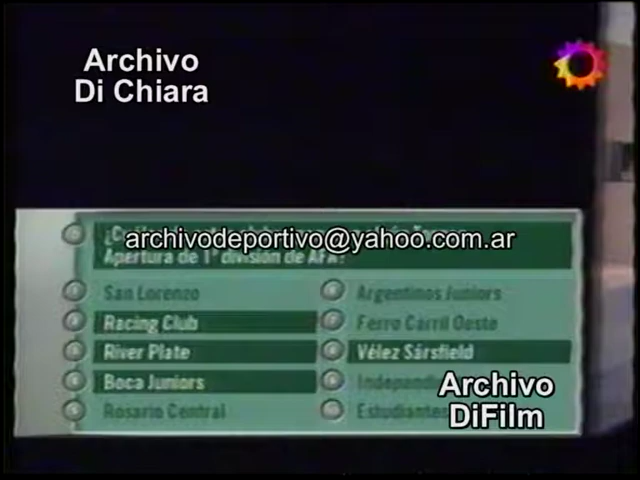 Archivo
Di Chiara
archivodeportivo@yahoo.com.ar
Apertura de 1ª división de AFA?
San Lorenzo
Argentinos Juniors
Racing Club
Ferro Carril Oeste
River Plate
Vélez Sársfield
Boca Juniors
Rosario Central
Estudiantes
Archivo
DiFilm